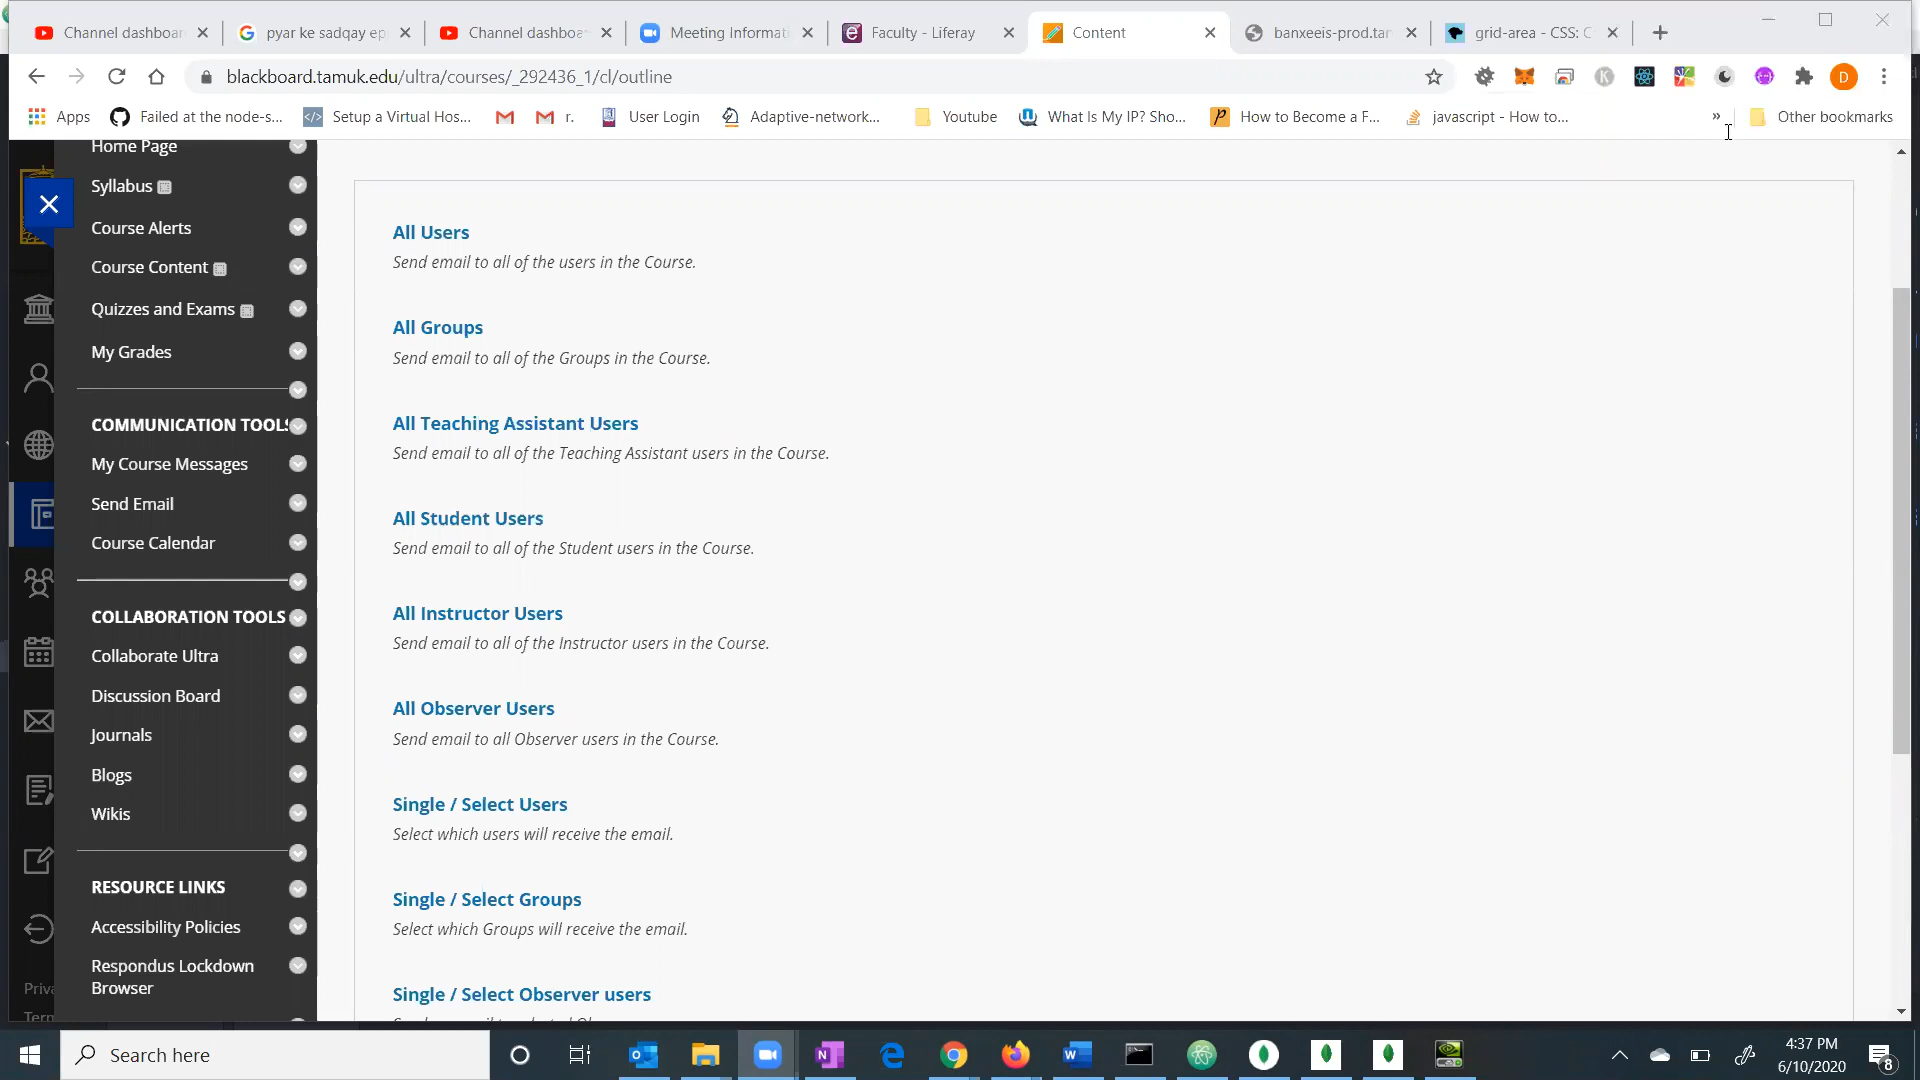 Channel dashboar
pyar ke sadqay ep
Channel dashboa
Meeting Informati
Faculty - Liferay
Content
banxeeis-prod.tam
grid-area - CSS: C
blackboard.tamuk.edu/ultra/courses/_292436_1/cl/outline
D
Apps
Failed at the node-s...
Setup a Virtual Hos...
r.
User Login
Adaptive-network...
Youtube
What Is My IP? Sho...
How to Become a F...
javascript - How to...
»
Other bookmarks
Home Page
Syllabus
Course Alerts
Course Content
Quizzes and Exams
My Grades
COMMUNICATION TOOLS
My Course Messages
Send Email
Course Calendar
COLLABORATION TOOLS
Collaborate Ultra
Discussion Board
Journals
Blogs
Wikis
RESOURCE LINKS
Accessibility Policies
Respondus Lockdown
Browser
Priva
Term
All Users
Send email to all of the users in the Course.
All Groups
Send email to all of the Groups in the Course.
All Teaching Assistant Users
Send email to all of the Teaching Assistant users in the Course.
All Student Users
Send email to all of the Student users in the Course.
All Instructor Users
Send email to all of the Instructor users in the Course.
All Observer Users
Send email to all Observer users in the Course.
Single / Select Users
Select which users will receive the email.
Single / Select Groups
Select which Groups will receive the email.
Single / Select Observer users
Search here
4:37 PM
6/10/2020
8